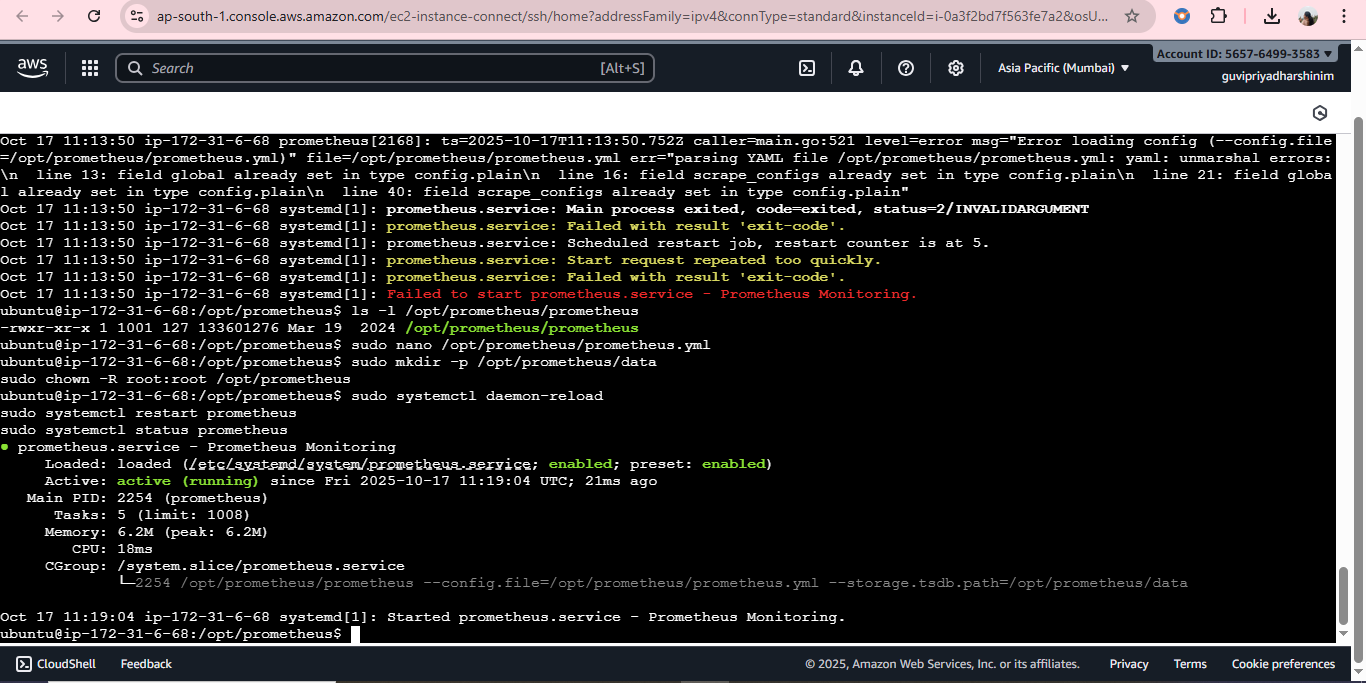 ap-south-1.console.aws.amazon.com/ec2-instance-connect/ssh/home?addressFamily=ipv4&connType=standard&instanceId=i-0a3f2bd7f563fe7a2&osU...
aws
Search
[Alt+S]
Asia Pacific (Mumbai) ▼
Account ID: 5657-6499-3583 ▼
guvipriyadharshinim
Oct 17 11:13:50 ip-172-31-6-68 prometheus[2168]: ts=2025-10-17T11:13:50.752Z caller=main.go:521 level=error msg="Error loading config (--config.file
=/opt/prometheus/prometheus.yml)" file=/opt/prometheus/prometheus.yml err="parsing YAML file /opt/prometheus/prometheus.yml: yaml: unmarshal errors:
\n  line 13: field global already set in type config.plain\n  line 16: field scrape_configs already set in type config.plain\n  line 21: field globa
l already set in type config.plain\n  line 40: field scrape_configs already set in type config.plain"
Oct 17 11:13:50 ip-172-31-6-68 systemd[1]: prometheus.service: Main process exited, code=exited, status=2/INVALIDARGUMENT
Oct 17 11:13:50 ip-172-31-6-68 systemd[1]: prometheus.service: Failed with result 'exit-code'.
Oct 17 11:13:50 ip-172-31-6-68 systemd[1]: prometheus.service: Scheduled restart job, restart counter is at 5.
Oct 17 11:13:50 ip-172-31-6-68 systemd[1]: prometheus.service: Start request repeated too quickly.
Oct 17 11:13:50 ip-172-31-6-68 systemd[1]: prometheus.service: Failed with result 'exit-code'.
Oct 17 11:13:50 ip-172-31-6-68 systemd[1]: Failed to start prometheus.service - Prometheus Monitoring.
ubuntu@ip-172-31-6-68:/opt/prometheus$ ls -l /opt/prometheus/prometheus
-rwxr-xr-x 1 1001 127 133601276 Mar 19  2024 /opt/prometheus/prometheus
ubuntu@ip-172-31-6-68:/opt/prometheus$ sudo nano /opt/prometheus/prometheus.yml
ubuntu@ip-172-31-6-68:/opt/prometheus$ sudo mkdir -p /opt/prometheus/data
sudo chown -R root:root /opt/prometheus
ubuntu@ip-172-31-6-68:/opt/prometheus$ sudo systemctl daemon-reload
sudo systemctl restart prometheus
sudo systemctl status prometheus
● prometheus.service - Prometheus Monitoring
Loaded: loaded (/etc/systemd/system/prometheus.service; enabled; preset: enabled)
Active: active (running) since Fri 2025-10-17 11:19:04 UTC; 21ms ago
Main PID: 2254 (prometheus)
Tasks: 5 (limit: 1008)
Memory: 6.2M (peak: 6.2M)
CPU: 18ms
CGroup: /system.slice/prometheus.service
└─2254 /opt/prometheus/prometheus --config.file=/opt/prometheus/prometheus.yml --storage.tsdb.path=/opt/prometheus/data
Oct 17 11:19:04 ip-172-31-6-68 systemd[1]: Started prometheus.service - Prometheus Monitoring.
ubuntu@ip-172-31-6-68:/opt/prometheus$
CloudShell
Feedback
© 2025, Amazon Web Services, Inc. or its affiliates.
Privacy
Terms
Cookie preferences